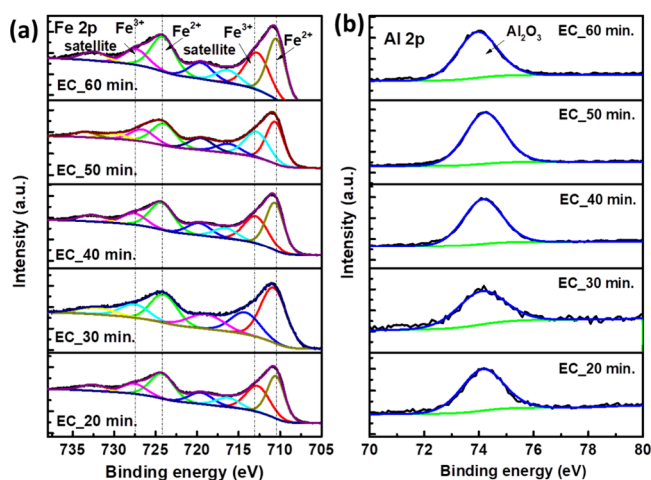 (a)
Fe 2p
satellite
Fe³⁺
Fe²⁺
satellite
Fe³⁺
Fe²⁺
EC_60 min.
EC_50 min.
EC_40 min.
EC_30 min.
EC_20 min.
Intensity (a.u.)
735 730 725 720 715 710 705
Binding energy (eV)
(b)
Al 2p
Al₂O₃
EC_60 min.
EC_50 min.
EC_40 min.
EC_30 min.
EC_20 min.
Intensity (a.u.)
70 72 74 76 78 80
Binding energy (eV)